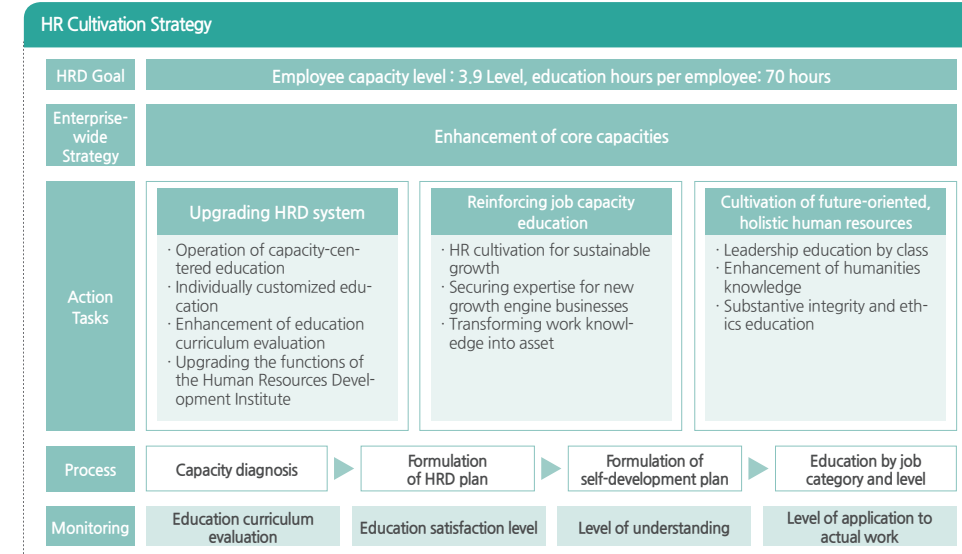 HR Cultivation Strategy
HRD Goal
Employee capacity level : 3.9 Level, education hours per employee: 70 hours
Enterprise-
wide
Strategy
Enhancement of core capacities
Action
Tasks
Upgrading HRD system
· Operation of capacity-cen-
tered education
· Individually customized edu-
cation
· Enhancement of education
curriculum evaluation
· Upgrading the functions of
the Human Resources Devel-
opment Institute
Reinforcing job capacity
education
· HR cultivation for sustainable
growth
· Securing expertise for new
growth engine businesses
· Transforming work knowl-
edge into asset
Cultivation of future-oriented,
holistic human resources
· Leadership education by class
· Enhancement of humanities
knowledge
· Substantive integrity and eth-
ics education
Process
Capacity diagnosis
Formulation
of HRD plan
Formulation of
self-development plan
Education by job
category and level
Monitoring
Education curriculum
evaluation
Education satisfaction level
Level of understanding
Level of application to
actual work